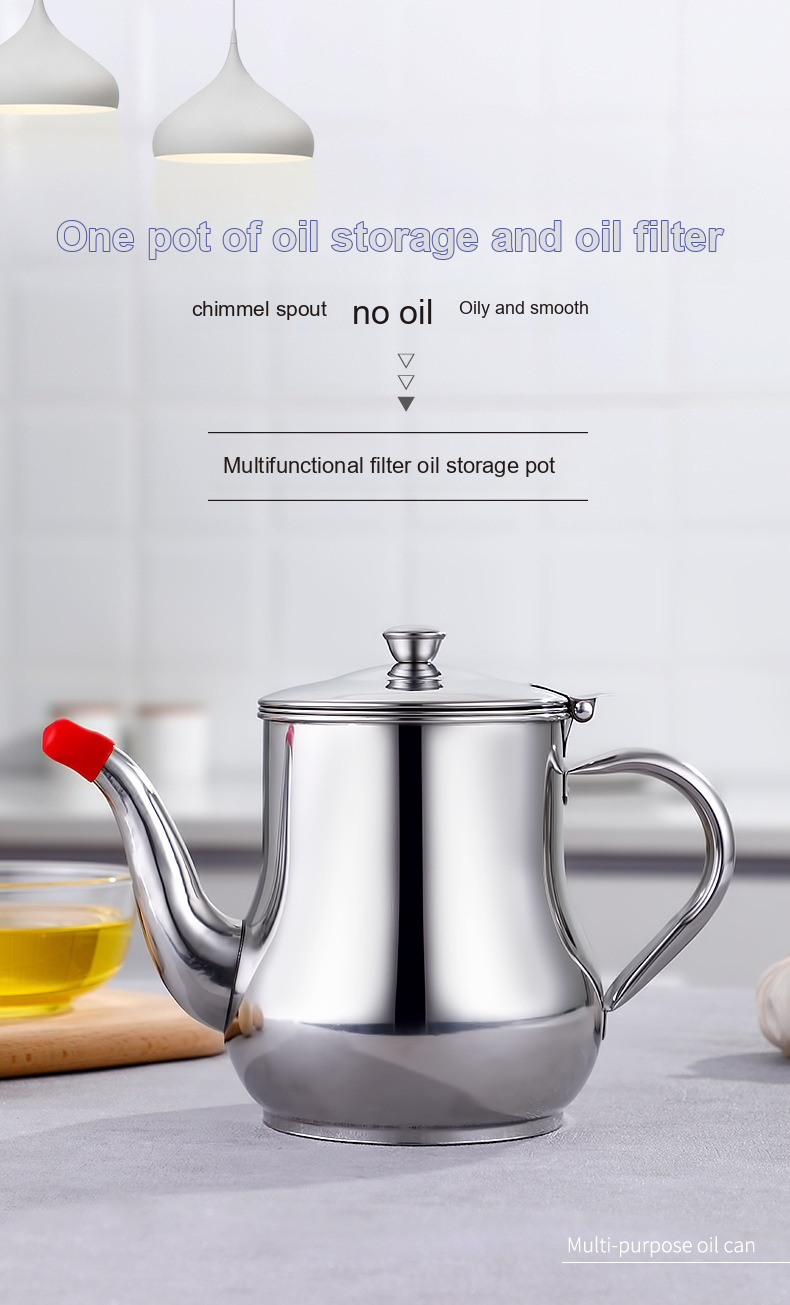 One pot of oil storage and oil filter
chimmel spout no oil Oily and smooth
Multifunctional filter oil storage pot
Multi-purpose oil can